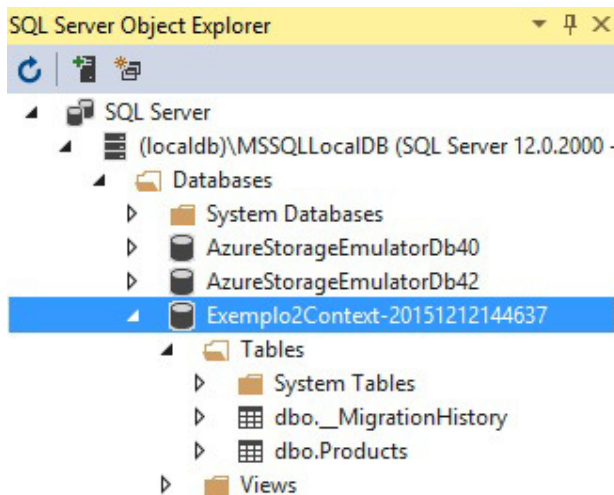 SQL Server Object Explorer
SQL Server
(localdb)\MSSQLLocalDB (SQL Server 12.0.2000 -
Databases
System Databases
AzureStorageEmulatorDb40
AzureStorageEmulatorDb42
Exemplo2Context-20151212144637
Tables
System Tables
dbo.__MigrationHistory
dbo.Products
Views